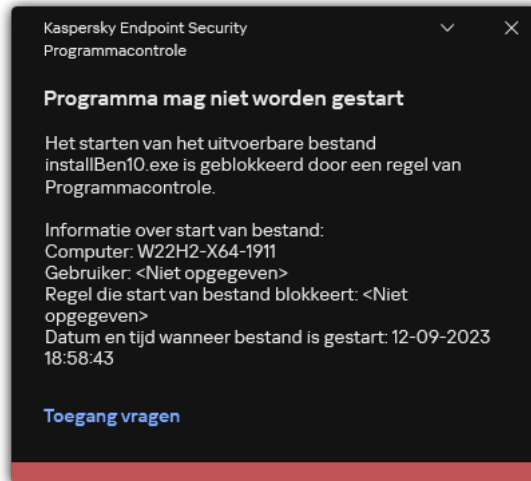 Kaspersky Endpoint Security
Programmacontrole
Programma mag niet worden gestart
Het starten van het uitvoerbare bestand
installBen10.exe is geblokkeerd door een regel van
Programmacontrole.
Informatie over start van bestand:
Computer: W22H2-X64-1911
Gebruiker: <Niet opgegeven>
Regel die start van bestand blokkeert: <Niet
opgegeven>
Datum en tijd wanneer bestand is gestart: 12-09-2023
18:58:43
Toegang vragen